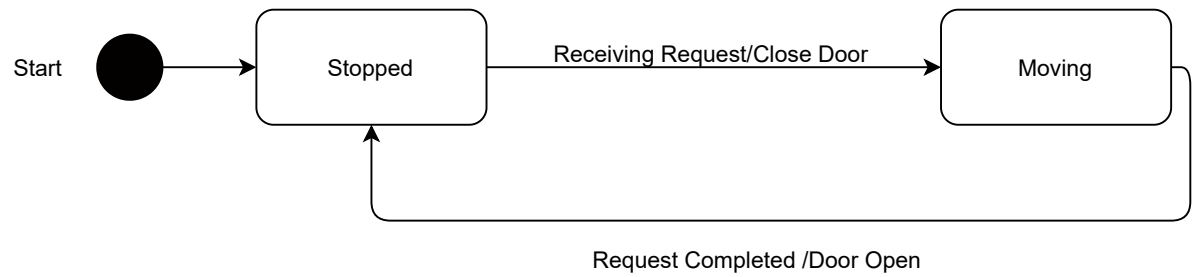 Start
Stopped
Receiving Request/Close Door
Moving
Request Completed /Door Open